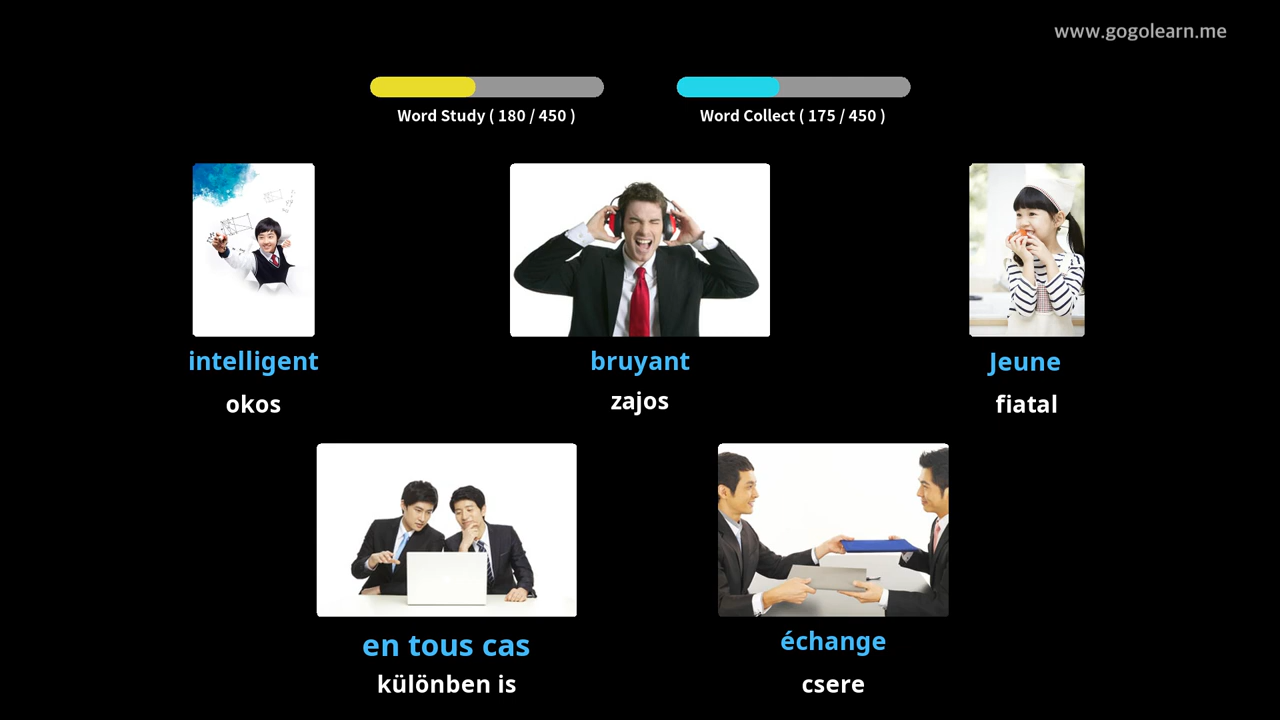 www.gogolearn.me
Word Study ( 180 / 450 )
Word Collect ( 175 / 450 )
intelligent
okos
bruyant
zajos
Jeune
fiatal
en tous cas
különben is
échange
csere